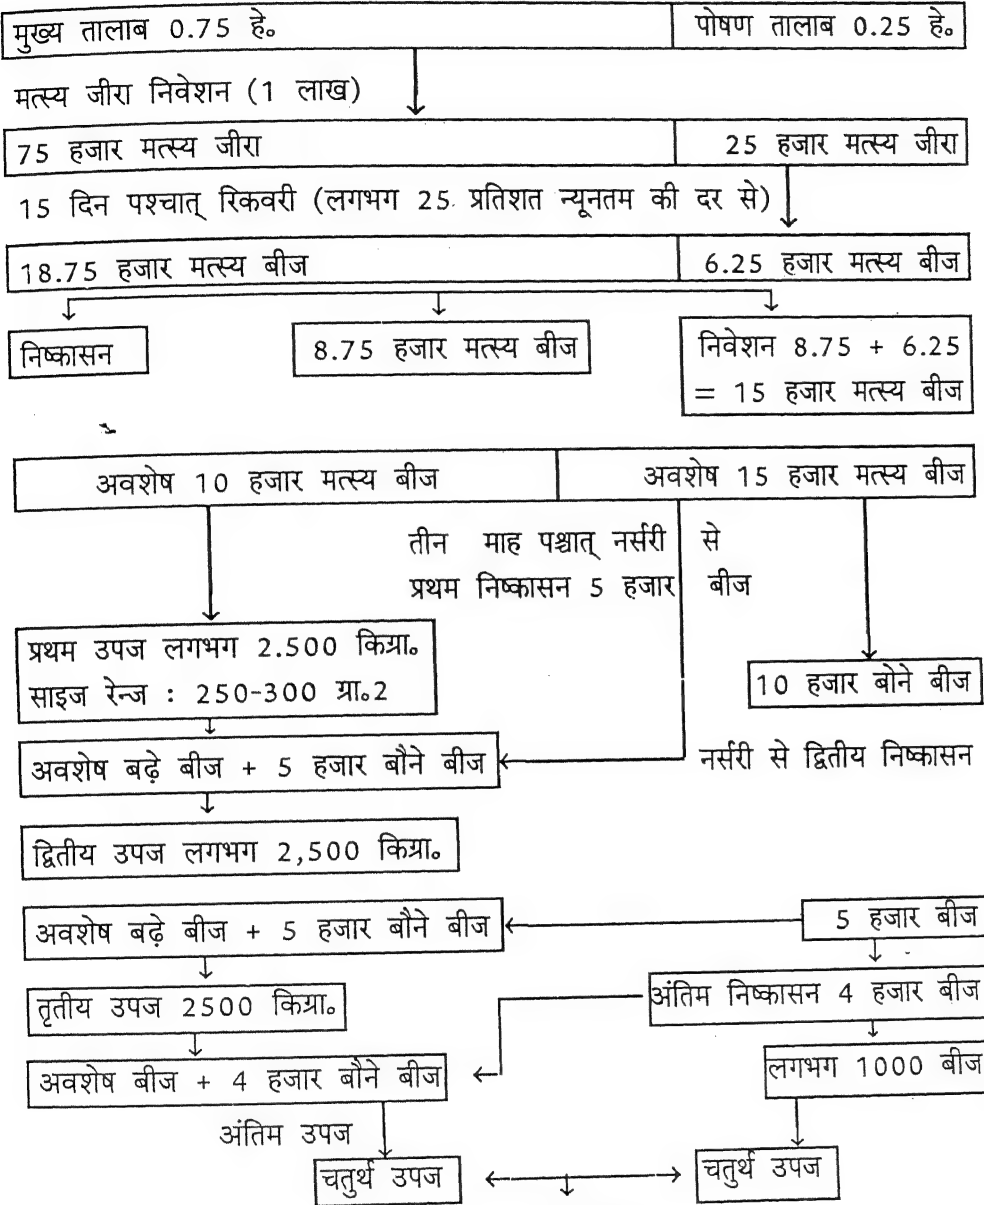 मुख्य तालाब 0.75 हे॰ पोषण तालाब 0.25 हे॰
मत्स्य जीरा निवेशन (1 लाख)
75 हजार मत्स्य जीरा 25 हजार मत्स्य जीरा
15 दिन पश्चात् रिकवरी (लगभग 25 प्रतिशत न्यूनतम की दर से)
18.75 हजार मत्स्य बीज 6.25 हजार मत्स्य बीज
निष्कासन 8.75 हजार मत्स्य बीज निवेशन 8.75 + 6.25
= 15 हजार मत्स्य बीज
अवशेष 10 हजार मत्स्य बीज अवशेष 15 हजार मत्स्य बीज
तीन माह पश्चात् नर्सरी से
प्रथम निष्कासन 5 हजार बीज
प्रथम उपज लगभग 2.500 किग्रा॰
साइज रेन्ज : 250-300 ग्रा॰2
10 हजार बोने बीज
अवशेष बढ़े बीज + 5 हजार बौने बीज नर्सरी से द्वितीय निष्कासन
द्वितीय उपज लगभग 2,500 किग्रा॰
अवशेष बढ़े बीज + 5 हजार बौने बीज 5 हजार बीज
तृतीय उपज 2500 किग्रा॰ अंतिम निष्कासन 4 हजार बीज
अवशेष बीज + 4 हजार बौने बीज लगभग 1000 बीज
अंतिम उपज
चतुर्थ उपज चतुर्थ उपज